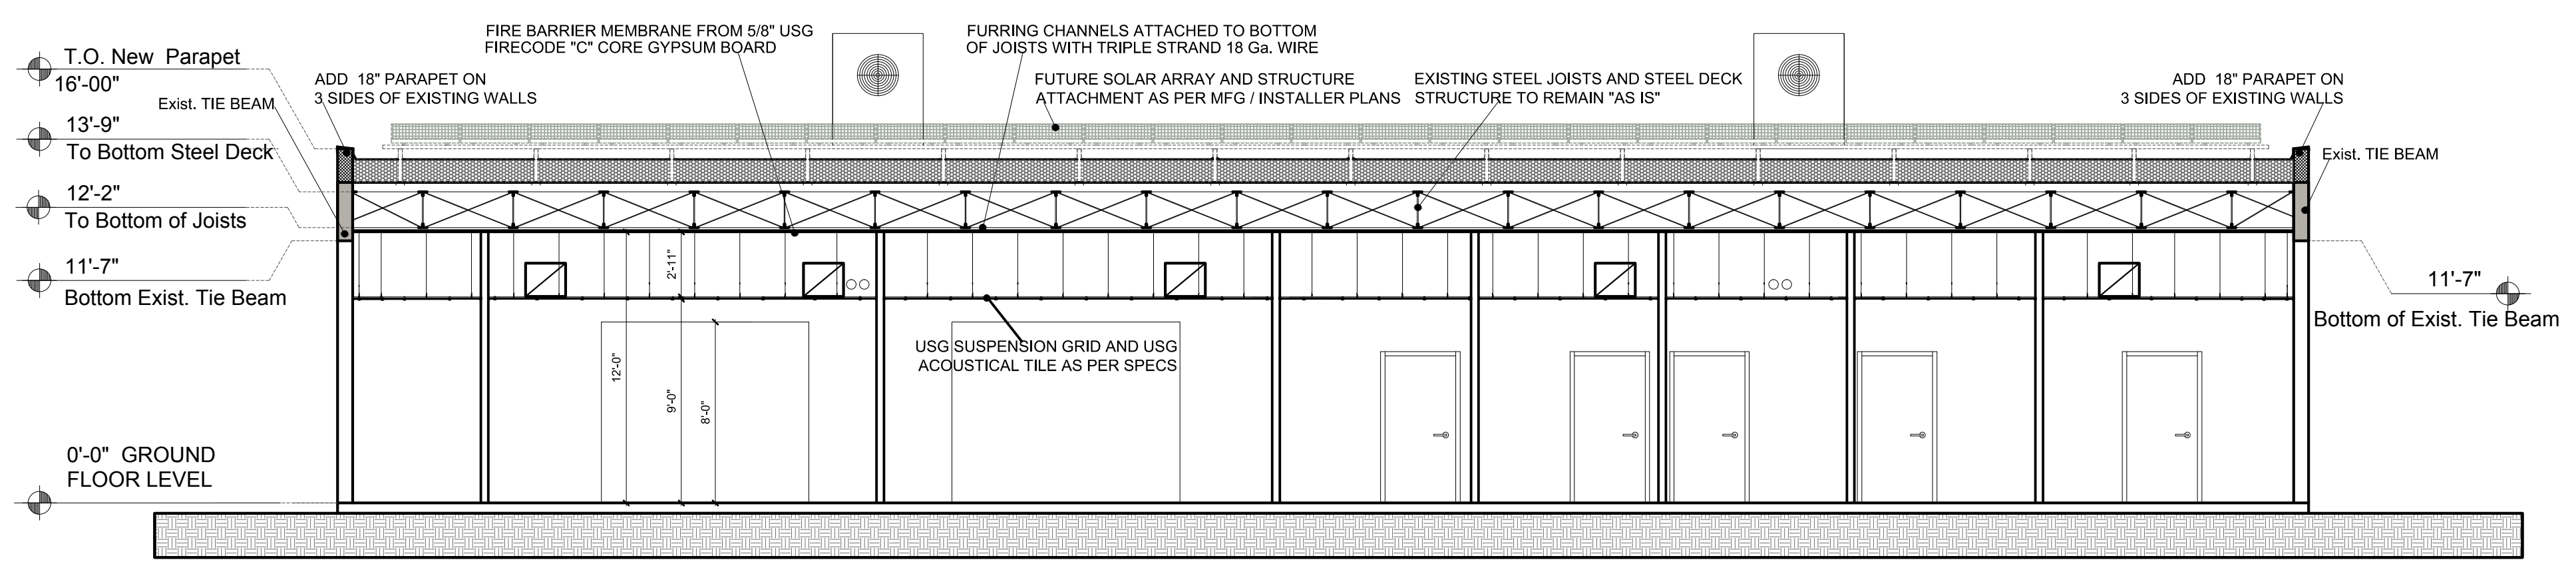 T.O. New Parapet
16'-00"
Exist. TIE BEAM
13'-9"
To Bottom Steel Deck
12'-2"
To Bottom of Joists
11'-7"
Bottom Exist. Tie Beam
0'-0" GROUND
FLOOR LEVEL
ADD 18" PARAPET ON
3 SIDES OF EXISTING WALLS
FIRE BARRIER MEMBRANE FROM 5/8" USG
FIRECODE "C" CORE GYPSUM BOARD
FURRING CHANNELS ATTACHED TO BOTTOM
OF JOISTS WITH TRIPLE STRAND 18 Ga. WIRE
FUTURE SOLAR ARRAY AND STRUCTURE
ATTACHMENT AS PER MFG / INSTALLER PLANS
EXISTING STEEL JOISTS AND STEEL DECK
STRUCTURE TO REMAIN "AS IS"
ADD 18" PARAPET ON
3 SIDES OF EXISTING WALLS
Exist. TIE BEAM
2'-11"
12'-0"
9'-0"
8'-0"
USG SUSPENSION GRID AND USG
ACOUSTICAL TILE AS PER SPECS
11'-7"
Bottom of Exist. Tie Beam